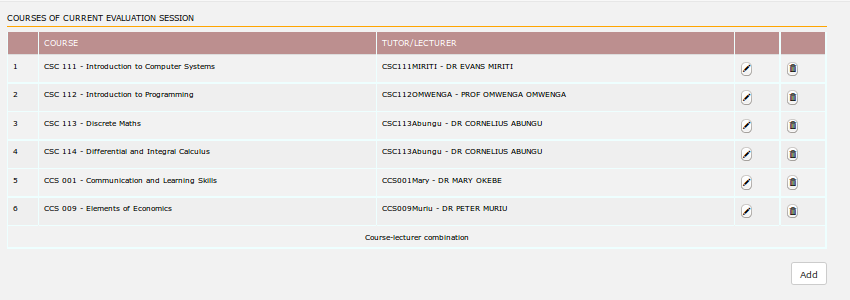 COURSES OF CURRENT EVALUATION SESSION
COURSE TUTOR/LECTURER
1 CSC 111 - Introduction to Computer Systems CSC111MIRITI - DR EVANS MIRITI
2 CSC 112 - Introduction to Programming CSC112OMWENGA - PROF OMWENGA OMWENGA
3 CSC 113 - Discrete Maths CSC113Abungu - DR CORNELIUS ABUNGU
4 CSC 114 - Differential and Integral Calculus CSC113Abungu - DR CORNELIUS ABUNGU
5 CCS 001 - Communication and Learning Skills CCS001Mary - DR MARY OKEBE
6 CCS 009 - Elements of Economics CCS009Muriu - DR PETER MURIU
Course-lecturer combination
Add